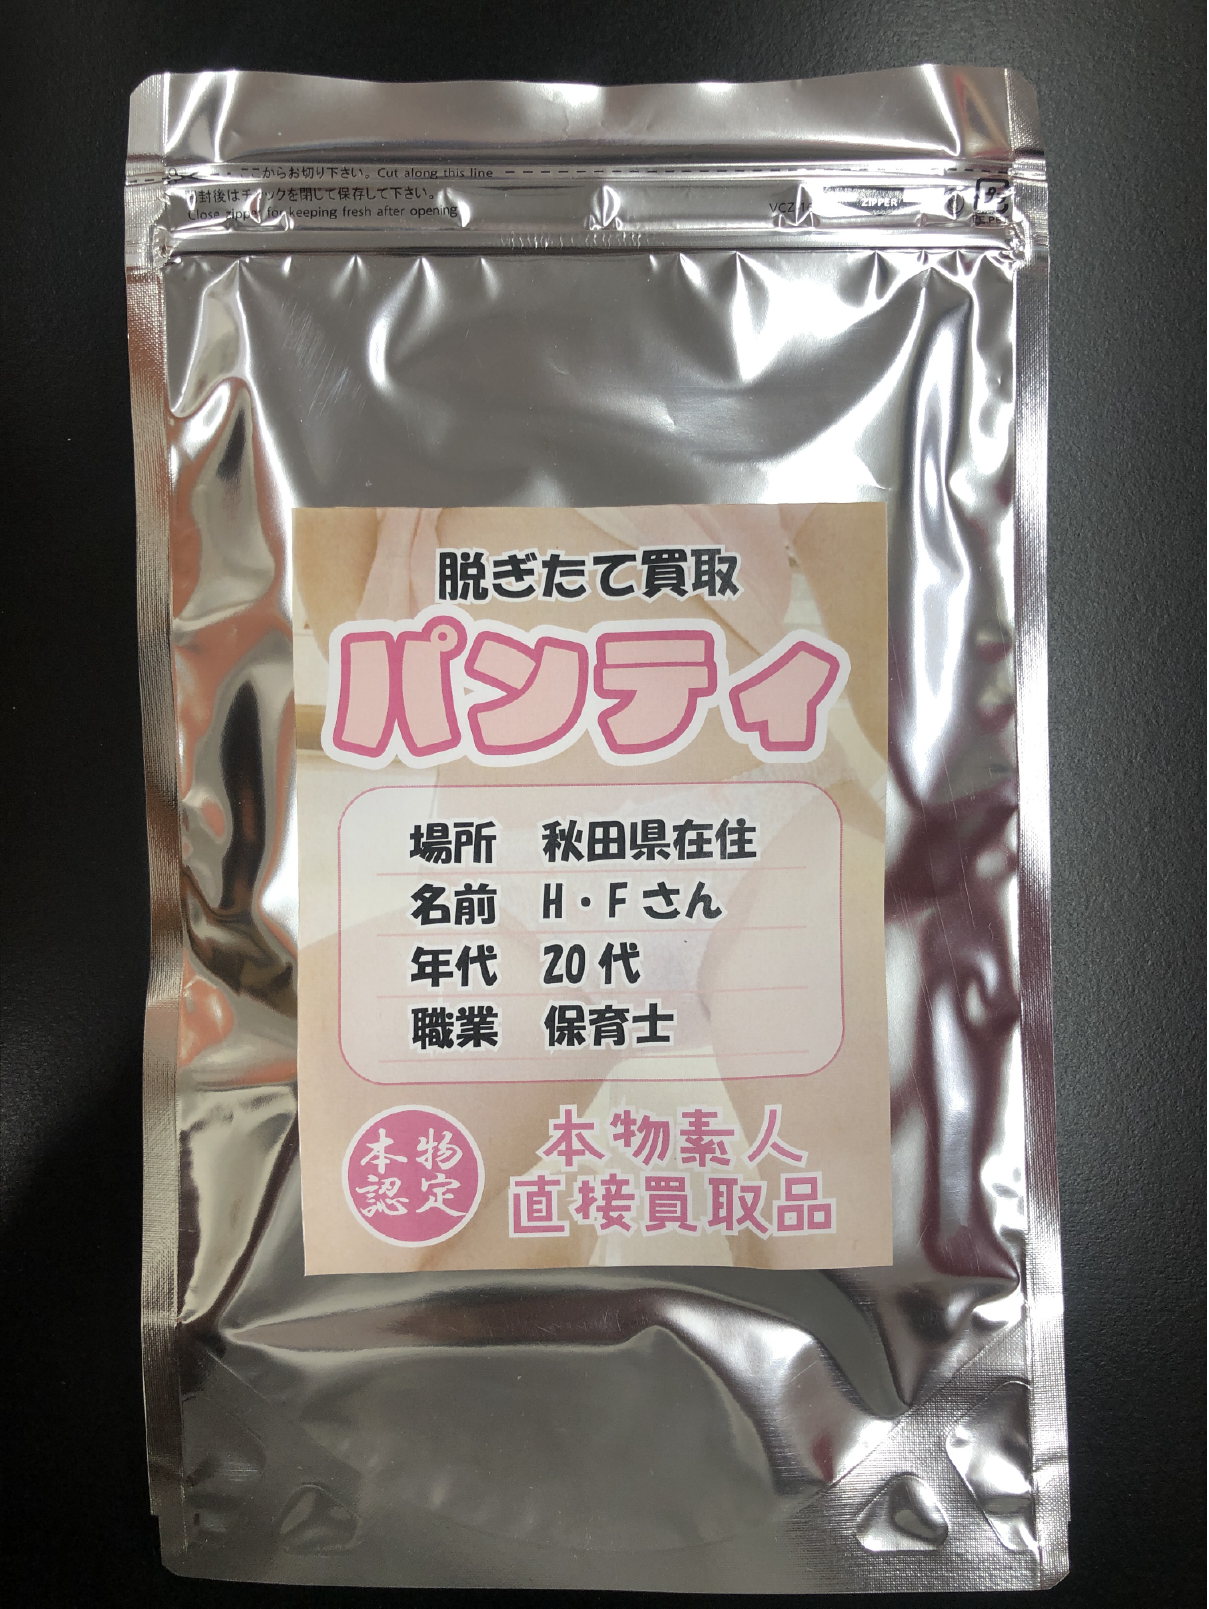 ここからお切り下さい。Cut along this line
封後はチャックを閉じて保存して下さい。
Close zipper for keeping fresh after opening
ZIPPER
脱ぎたて買取
パンティ
場所 秋田県在住
名前 H・Fさん
年代 20代
職業 保育士
本物
認定
本物素人
直接買取品